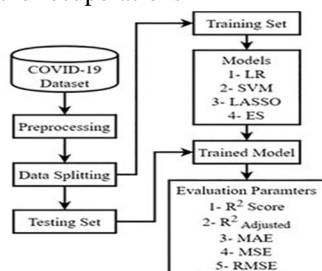 COVID-19
Dataset
Preprocessing
Data Splitting
Testing Set
Training Set
Models
1- LR
2- SVM
3- LASSO
4- ES
Trained Model
Evaluation Paramters
1- R2 Score
2- R2 Adjusted
3- MAE
4- MSE
5- RMSE